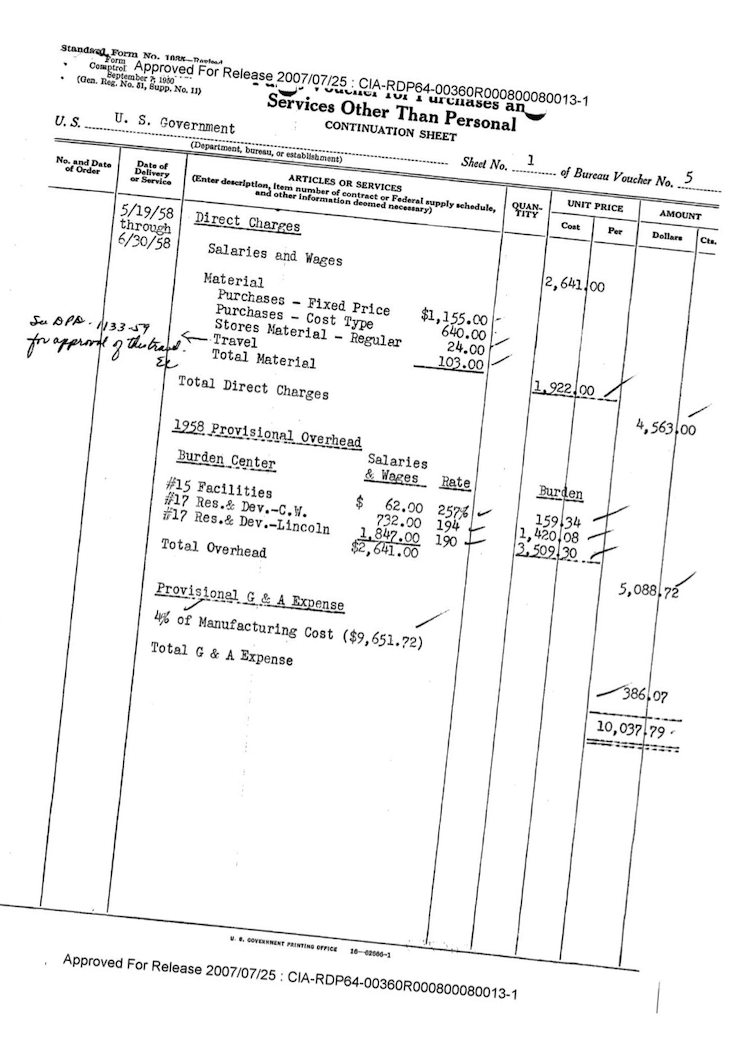 Standard Form No. 1035—Revised
Form
Comptrol
September 7, 1950
(Gen. Reg. No. 51, Supp. No. 11)
Approved For Release 2007/07/25 : CIA-RDP64-00360R000800080013-1
Voucher for Purchases an
Services Other Than Personal
CONTINUATION SHEET
U. S. U. S. Government
(Department, bureau, or establishment)
Sheet No. 1 of Bureau Voucher No. 5
No. and Date of Order
Date of Delivery or Service
ARTICLES OR SERVICES
(Enter description, item number of contract or Federal supply schedule, and other information deemed necessary)
QUAN-TITY
UNIT PRICE
Cost Per
AMOUNT
Dollars Cts.
5/19/58
through
6/30/58
Direct Charges
Salaries and Wages 2,641.00
Material
Purchases - Fixed Price $1,155.00
Purchases - Cost Type 640.00
Stores Material - Regular 24.00
Travel 103.00
See DPD-1133-59
for approval of this
Total Material 1,922.00
Total Direct Charges 4,563.00
1958 Provisional Overhead
Burden Center Salaries & Wages Rate Burden
#15 Facilities $ 62.00 257% 159.34
#17 Res.& Dev.-C.W. 732.00 194 1,420.08
#17 Res.& Dev.-Lincoln 1,847.00 190 3,509.30
$2,641.00
Total Overhead 5,088.72
Provisional G & A Expense
4% of Manufacturing Cost ($9,651.72)
Total G & A Expense 386.07
10,037.79
U. S. GOVERNMENT PRINTING OFFICE 16—62086-1
Approved For Release 2007/07/25 : CIA-RDP64-00360R000800080013-1